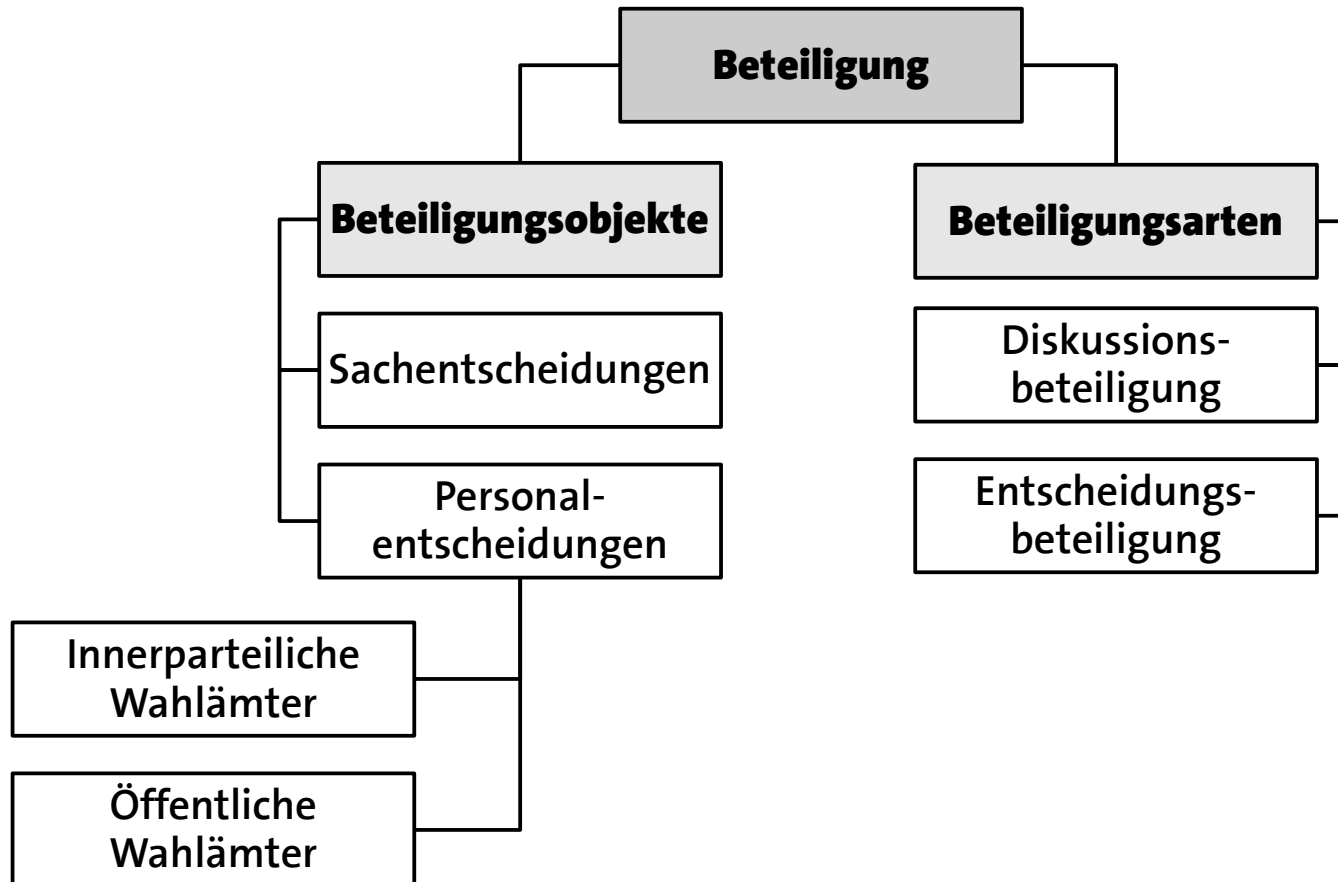 Beteiligung
Beteiligungsobjekte
Sachentscheidungen
Personal-
entscheidungen
Innerparteiliche
Wahlämter
Öffentliche
Wahlämter
Beteiligungsarten
Diskussions-
beteiligung
Entscheidungs-
beteiligung